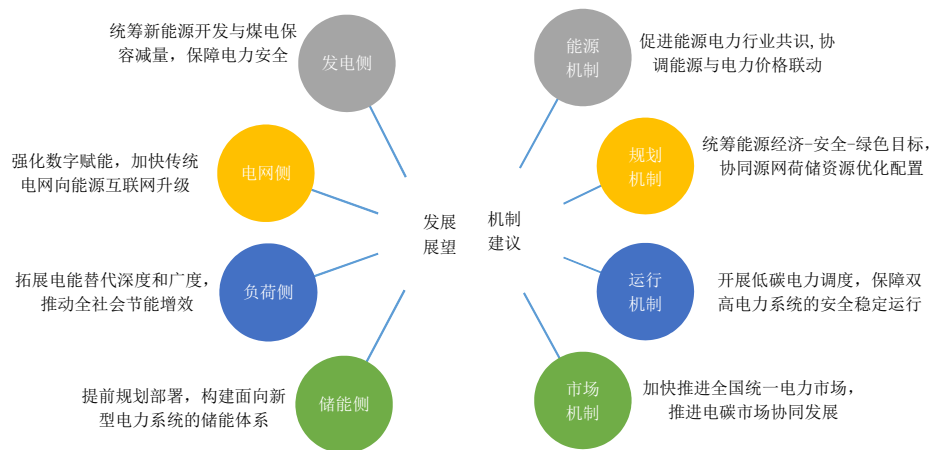 统筹新能源开发与煤电保
容减量，保障电力安全
发电侧
强化数字赋能，加快传统
电网向能源互联网升级
电网侧
拓展电能替代深度和广度，
推动全社会节能增效
负荷侧
提前规划部署，构建面向新
型电力系统的储能体系
储能侧
发展
展望
机制
建议
能源
机制
促进能源电力行业共识,协
调能源与电力价格联动
规划
机制
统筹能源经济-安全-绿色目标，
协同源网荷储资源优化配置
运行
机制
开展低碳电力调度，保障双
高电力系统的安全稳定运行
市场
机制
加快推进全国统一电力市场，
推进电碳市场协同发展